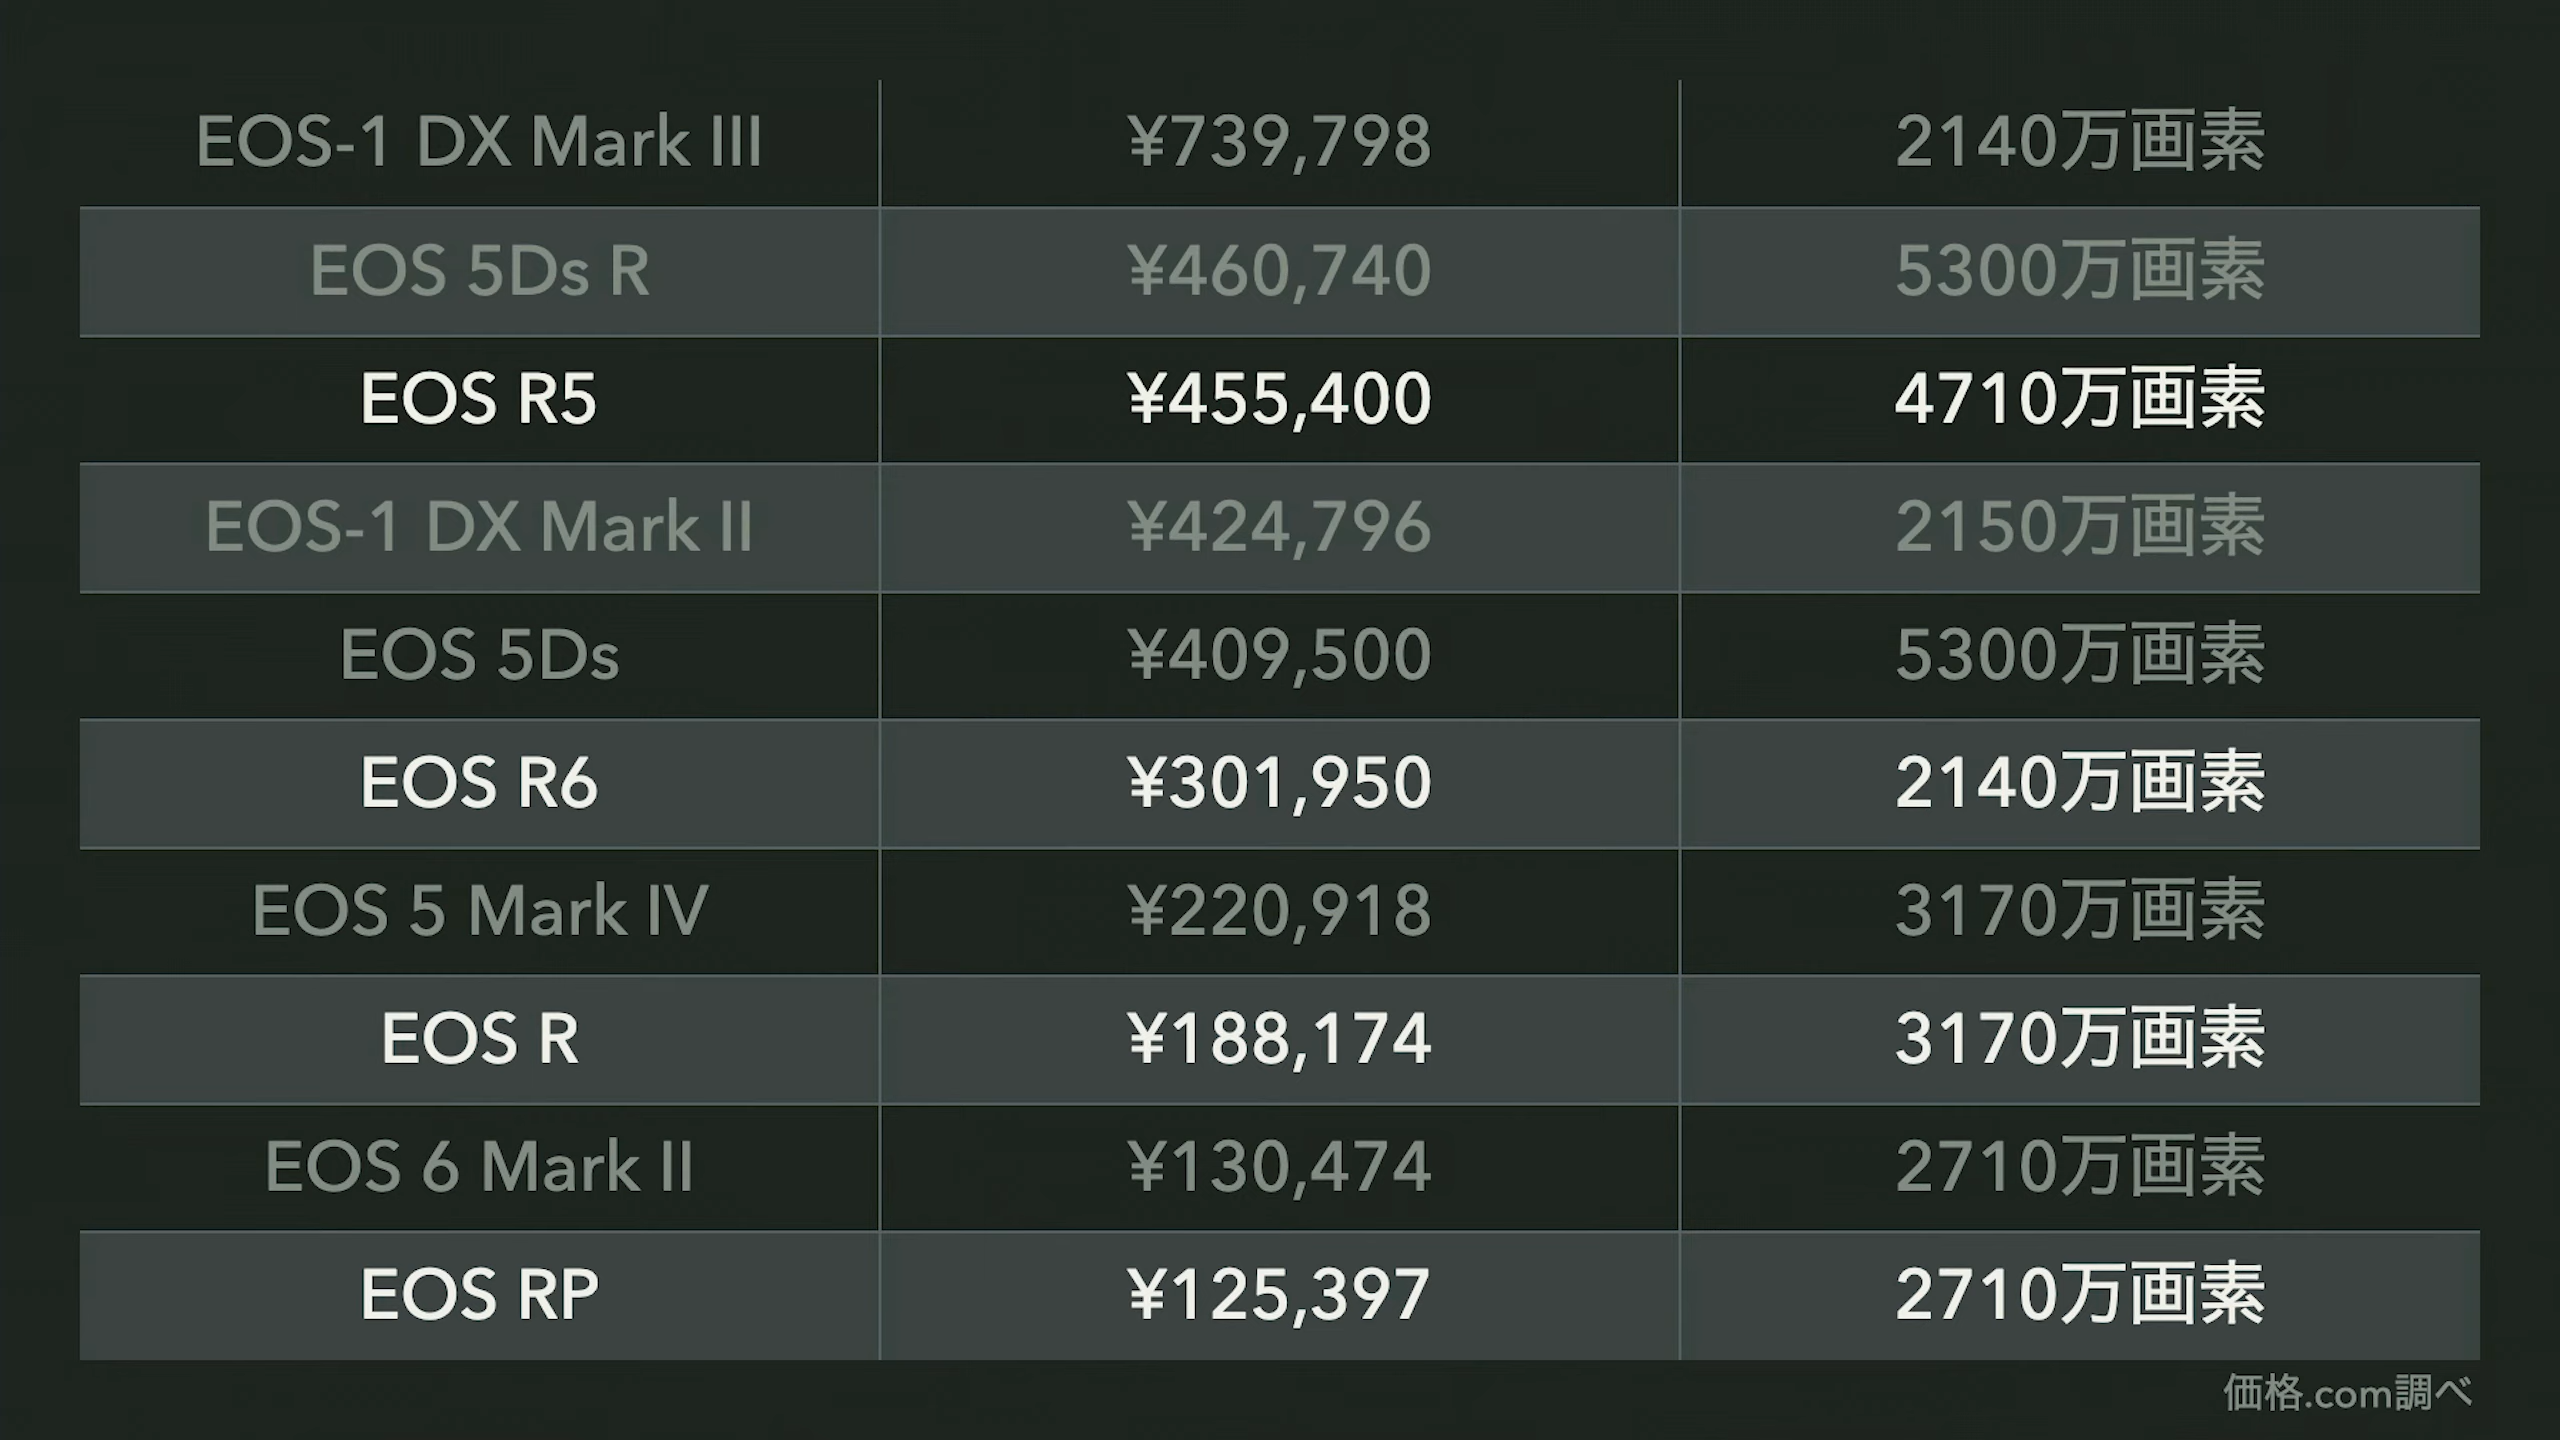 EOS-1 DX Mark III ¥739,798 2140万画素
EOS 5Ds R ¥460,740 5300万画素
EOS R5 ¥455,400 4710万画素
EOS-1 DX Mark II ¥424,796 2150万画素
EOS 5Ds ¥409,500 5300万画素
EOS R6 ¥301,950 2140万画素
EOS 5 Mark IV ¥220,918 3170万画素
EOS R ¥188,174 3170万画素
EOS 6 Mark II ¥130,474 2710万画素
EOS RP ¥125,397 2710万画素
価格.com調べ